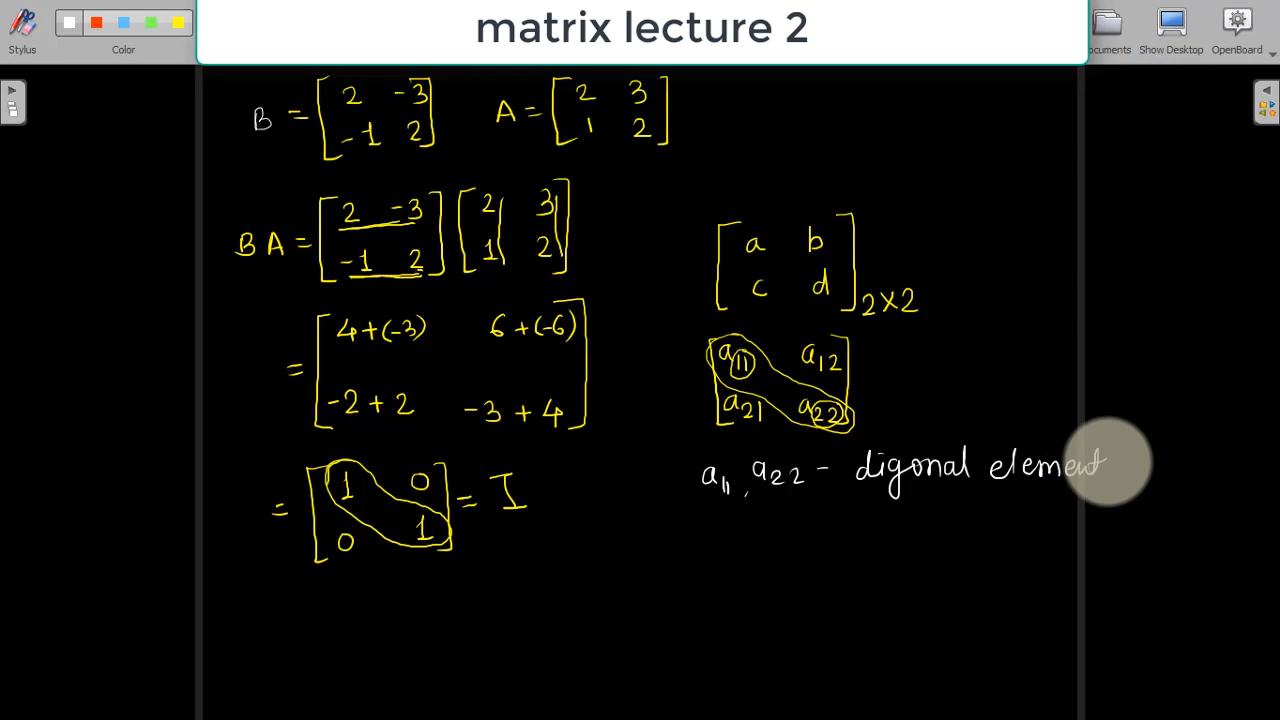 matrix lecture 2
Stylus
Color
Documents
Show Desktop
OpenBoard
B = [ 2 -3
-1 2 ]
A = [ 2 3
1 2 ]
BA = [ 2 -3
-1 2 ] [ 2 3
1 2 ]
= [ 4+(-3) 6+(-6)
-2+2 -3+4 ]
= [ 1 0
0 1 ] = I
[ a b
c d ] 2×2
[ a11 a12
a21 a22 ]
a11, a22 - digonal element